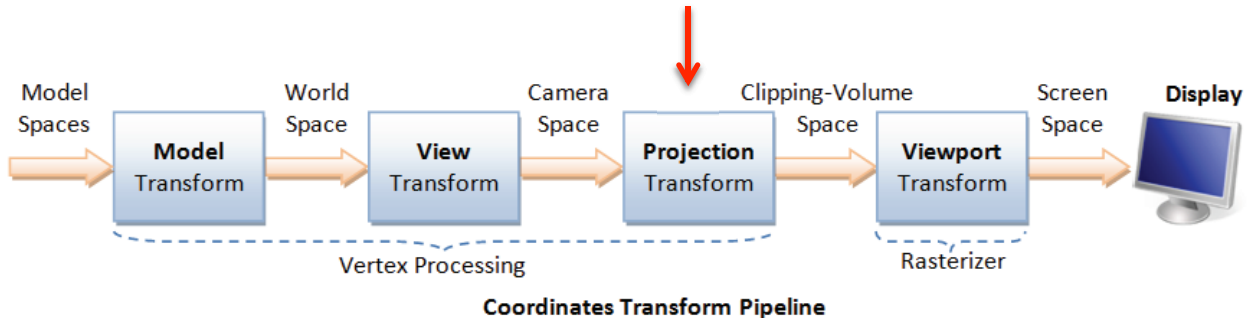 Model
Spaces
Model
Transform
World
Space
View
Transform
Camera
Space
Projection
Transform
Clipping-Volume
Space
Viewport
Transform
Screen
Space
Display
Vertex Processing
Rasterizer
Coordinates Transform Pipeline